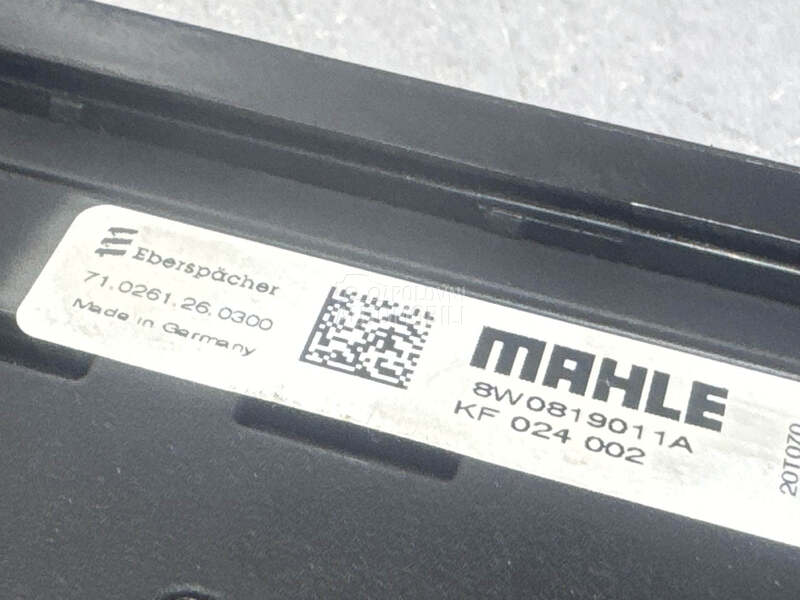 Eberspächer
71.0261.26.0300
Made in Germany
MAHLE
8W0819011A
KF 024 002
20T070